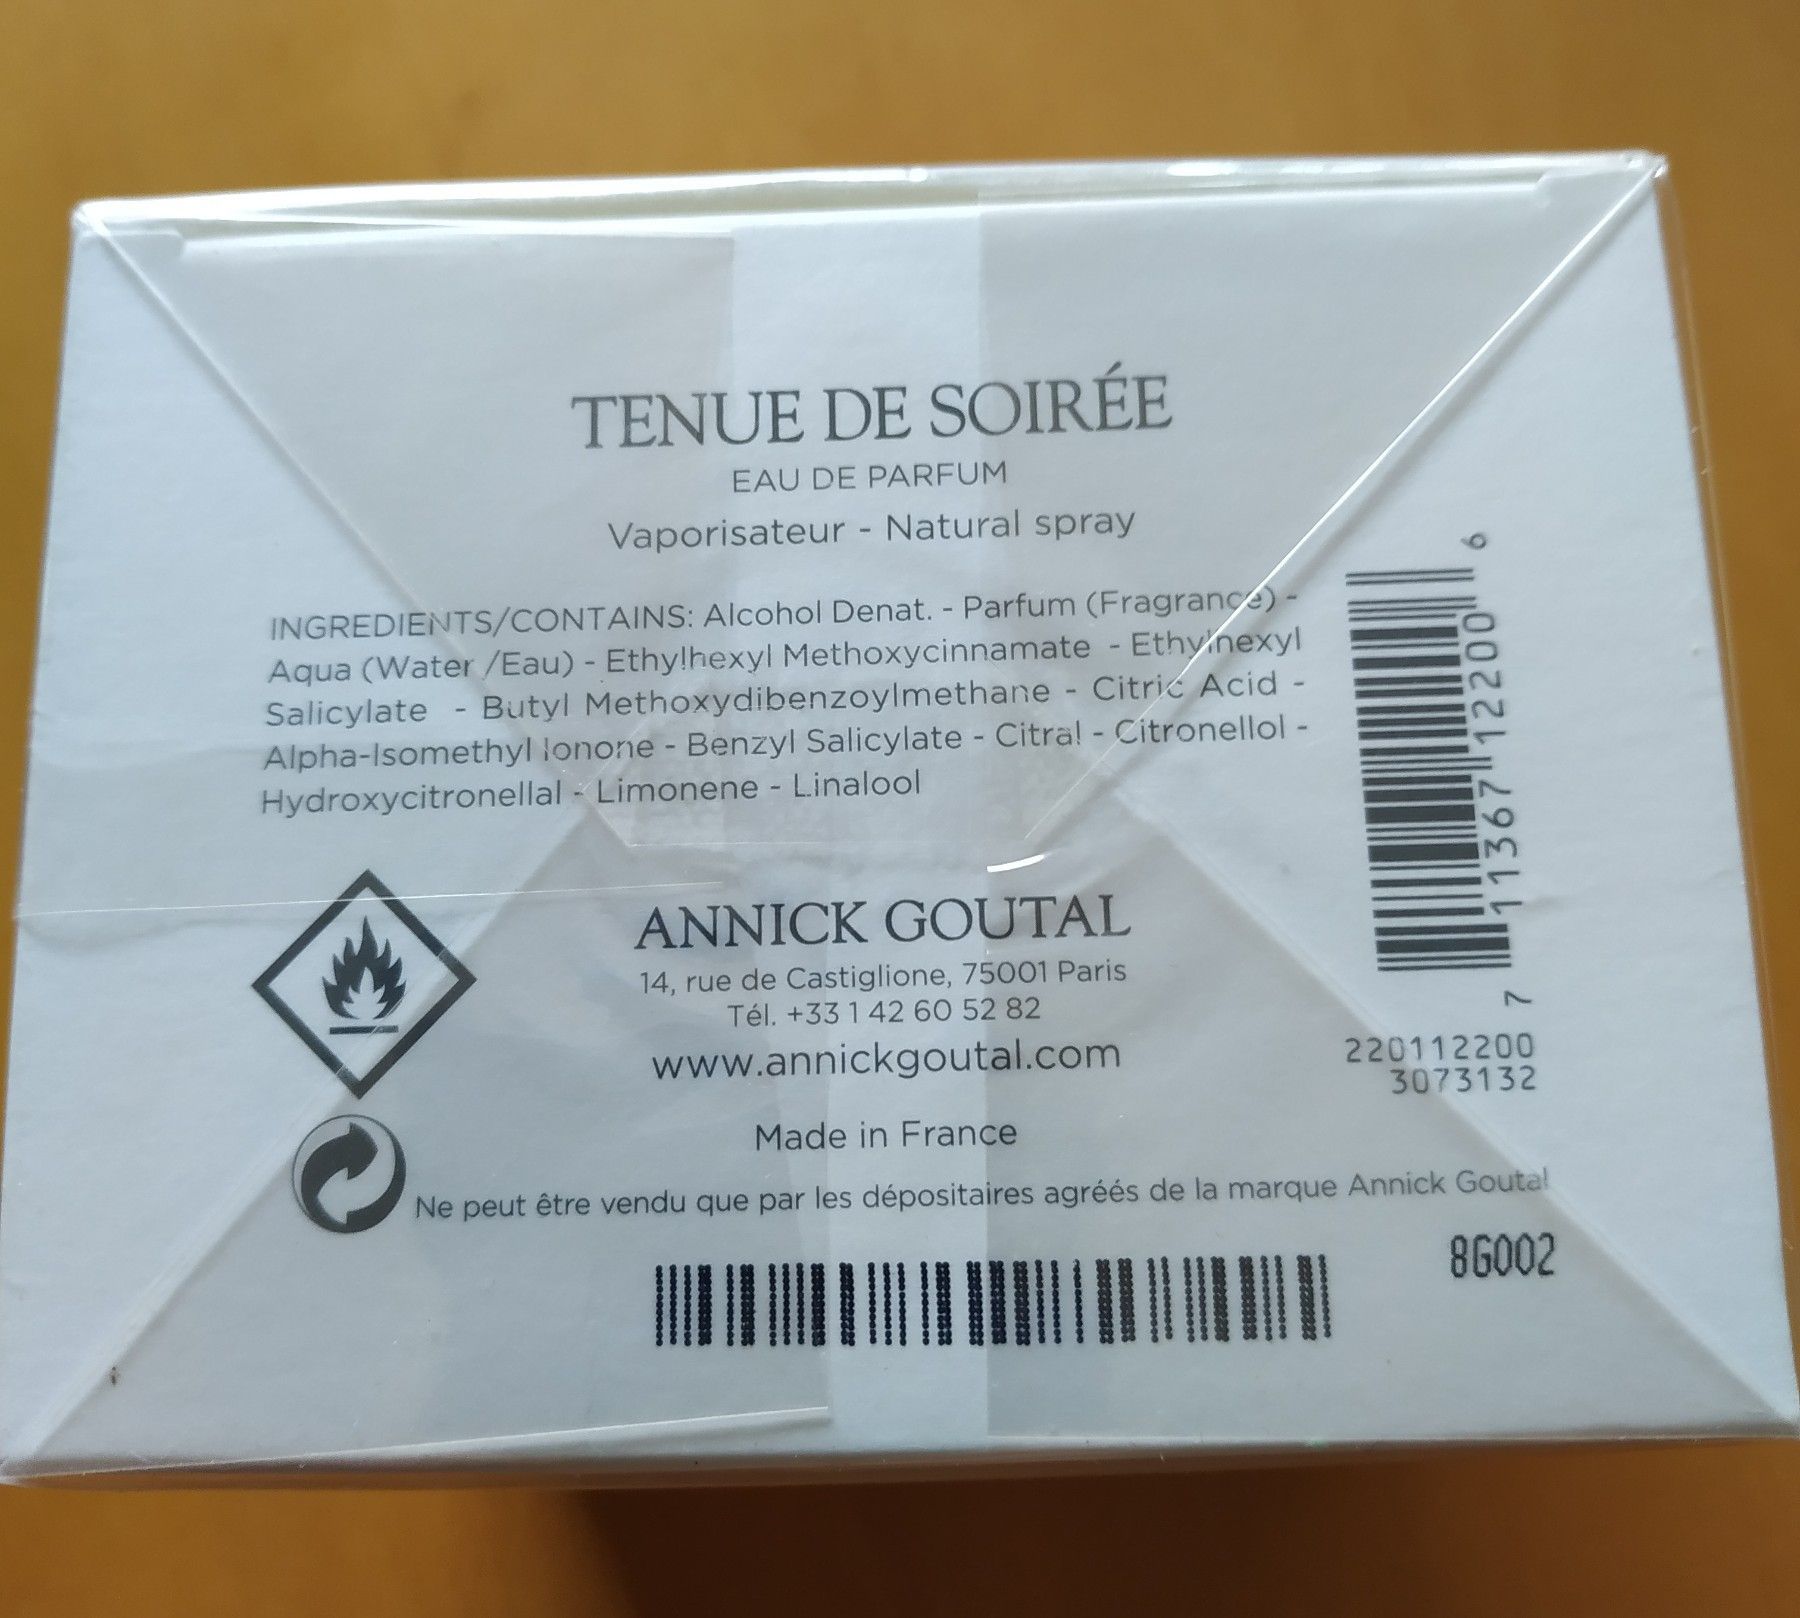 TENUE DE SOIRÉE
EAU DE PARFUM
Vaporisateur - Natural spray
INGREDIENTS/CONTAINS: Alcohol Denat. - Parfum (Fragrance) -
Aqua (Water /Eau) - Ethylhexyl Methoxycinnamate - Ethylhexyl
Salicylate - Butyl Methoxydibenzoylmethane - Citric Acid -
Alpha-Isomethyl Ionone - Benzyl Salicylate - Citral - Citronellol -
Hydroxycitronellal - Limonene - Linalool
7 11367 12200 6
ANNICK GOUTAL
14, rue de Castiglione, 75001 Paris
Tél. +33 1 42 60 52 82
www.annickgoutal.com
220112200
3073132
Made in France
Ne peut être vendu que par les dépositaires agréés de la marque Annick Goutal
8G002